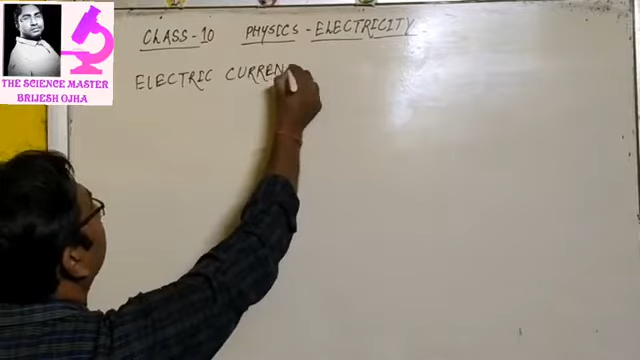 CLASS-10 PHYSICS - ELECTRICITY
ELECTRIC CURREN
THE SCIENCE MASTER
BRIJESH OJHA